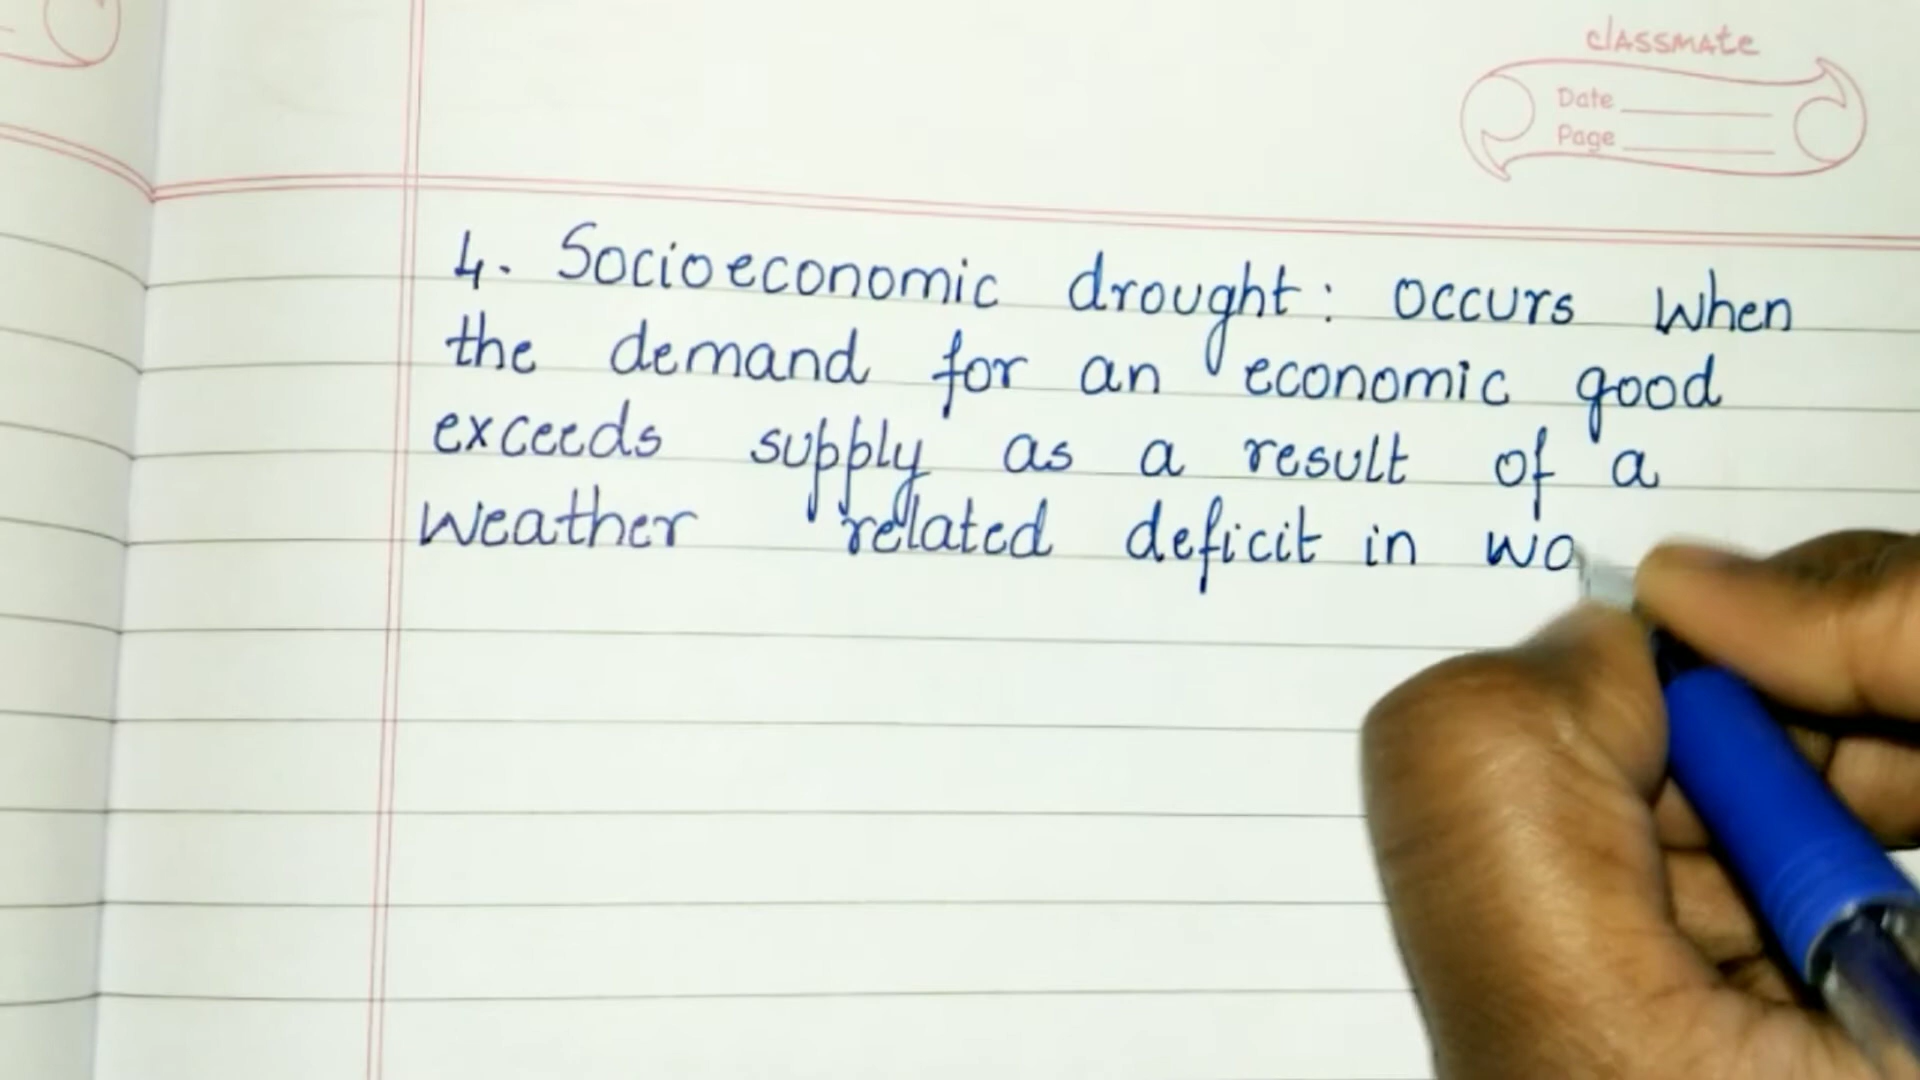 classmate
Date
Page
4. Socioeconomic drought: occurs when
the demand for an economic good
exceeds supply as a result of a
weather related deficit in